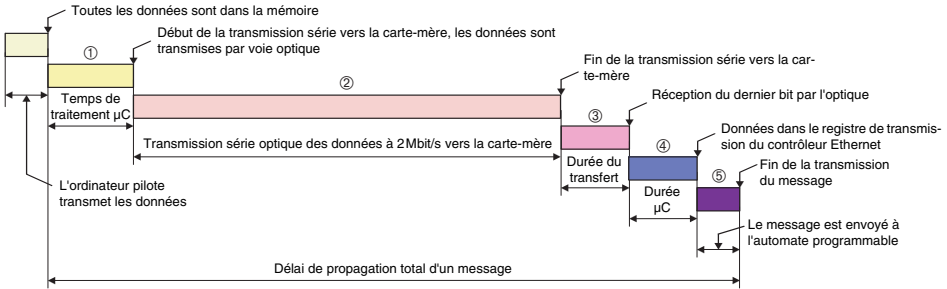 Toutes les données sont dans la mémoire
Début de la transmission série vers la carte-mère, les données sont
transmises par voie optique
①
Fin de la transmission série vers la car-
te-mère
②
Réception du dernier bit par l'optique
Temps de
traitement µC
③
Données dans le registre de transmis-
sion du contrôleur Ethernet
Transmission série optique des données à 2Mbit/s vers la carte-mère
④
Durée du
transfert
Fin de la transmission
du message
⑤
L'ordinateur pilote
transmet les données
Durée
µC
Le message est envoyé à
l'automate programmable
Délai de propagation total d'un message